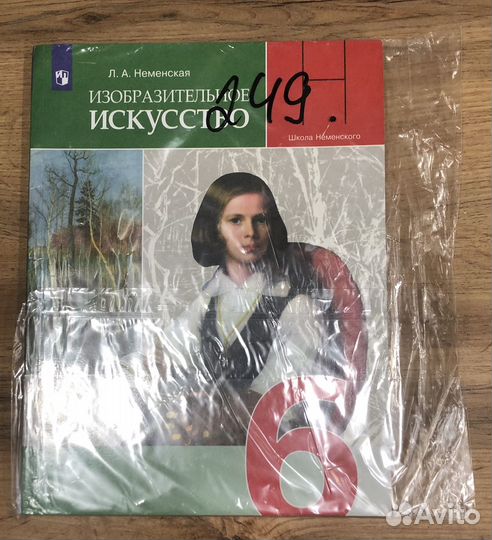 Л. А. Неменская
ИЗОБРАЗИТЕЛЬНОЕ
ИСКУССТВО
249.
Школа Неменского
6
Avito